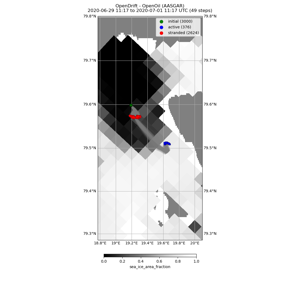 OpenDrift - OpenOil (AASGAR)
2020-06-29 11:17 to 2020-07-01 11:17 UTC (49 steps)
79.8°N 79.8°N
initial (3000)
active (376)
stranded (2624)
79.7°N 79.7°N
79.6°N 79.6°N
79.5°N 79.5°N
79.4°N 79.4°N
79.3°N 79.3°N
18.8°E 19°E 19.2°E 19.4°E 19.6°E 19.8°E 20°E
0.0 0.2 0.4 0.6 0.8 1.0
sea_ice_area_fraction